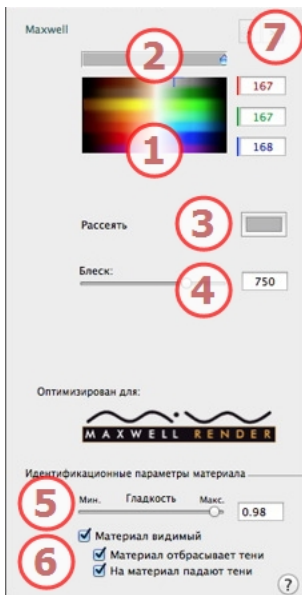 Maxwell
7
2
167
1
167
168
Рассеять
3
Блеск:
4
750
Оптимизирован для:
MAXWELL RENDER
Идентификационные параметры материала
5
Мин. Гладкость Макс.
0.98
6
Материал видимый
Материал отбрасывает тени
На материал падают тени
?